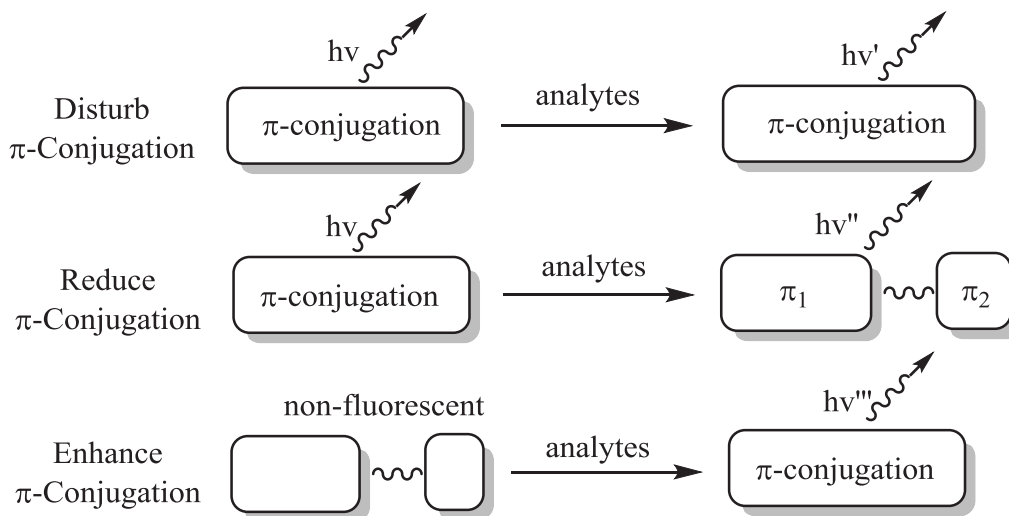 Disturb
π-Conjugation
hν
π-conjugation
analytes
hν'
π-conjugation
Reduce
π-Conjugation
hν
π-conjugation
analytes
hν''
π₁
π₂
Enhance
π-Conjugation
non-fluorescent
analytes
hν'''
π-conjugation